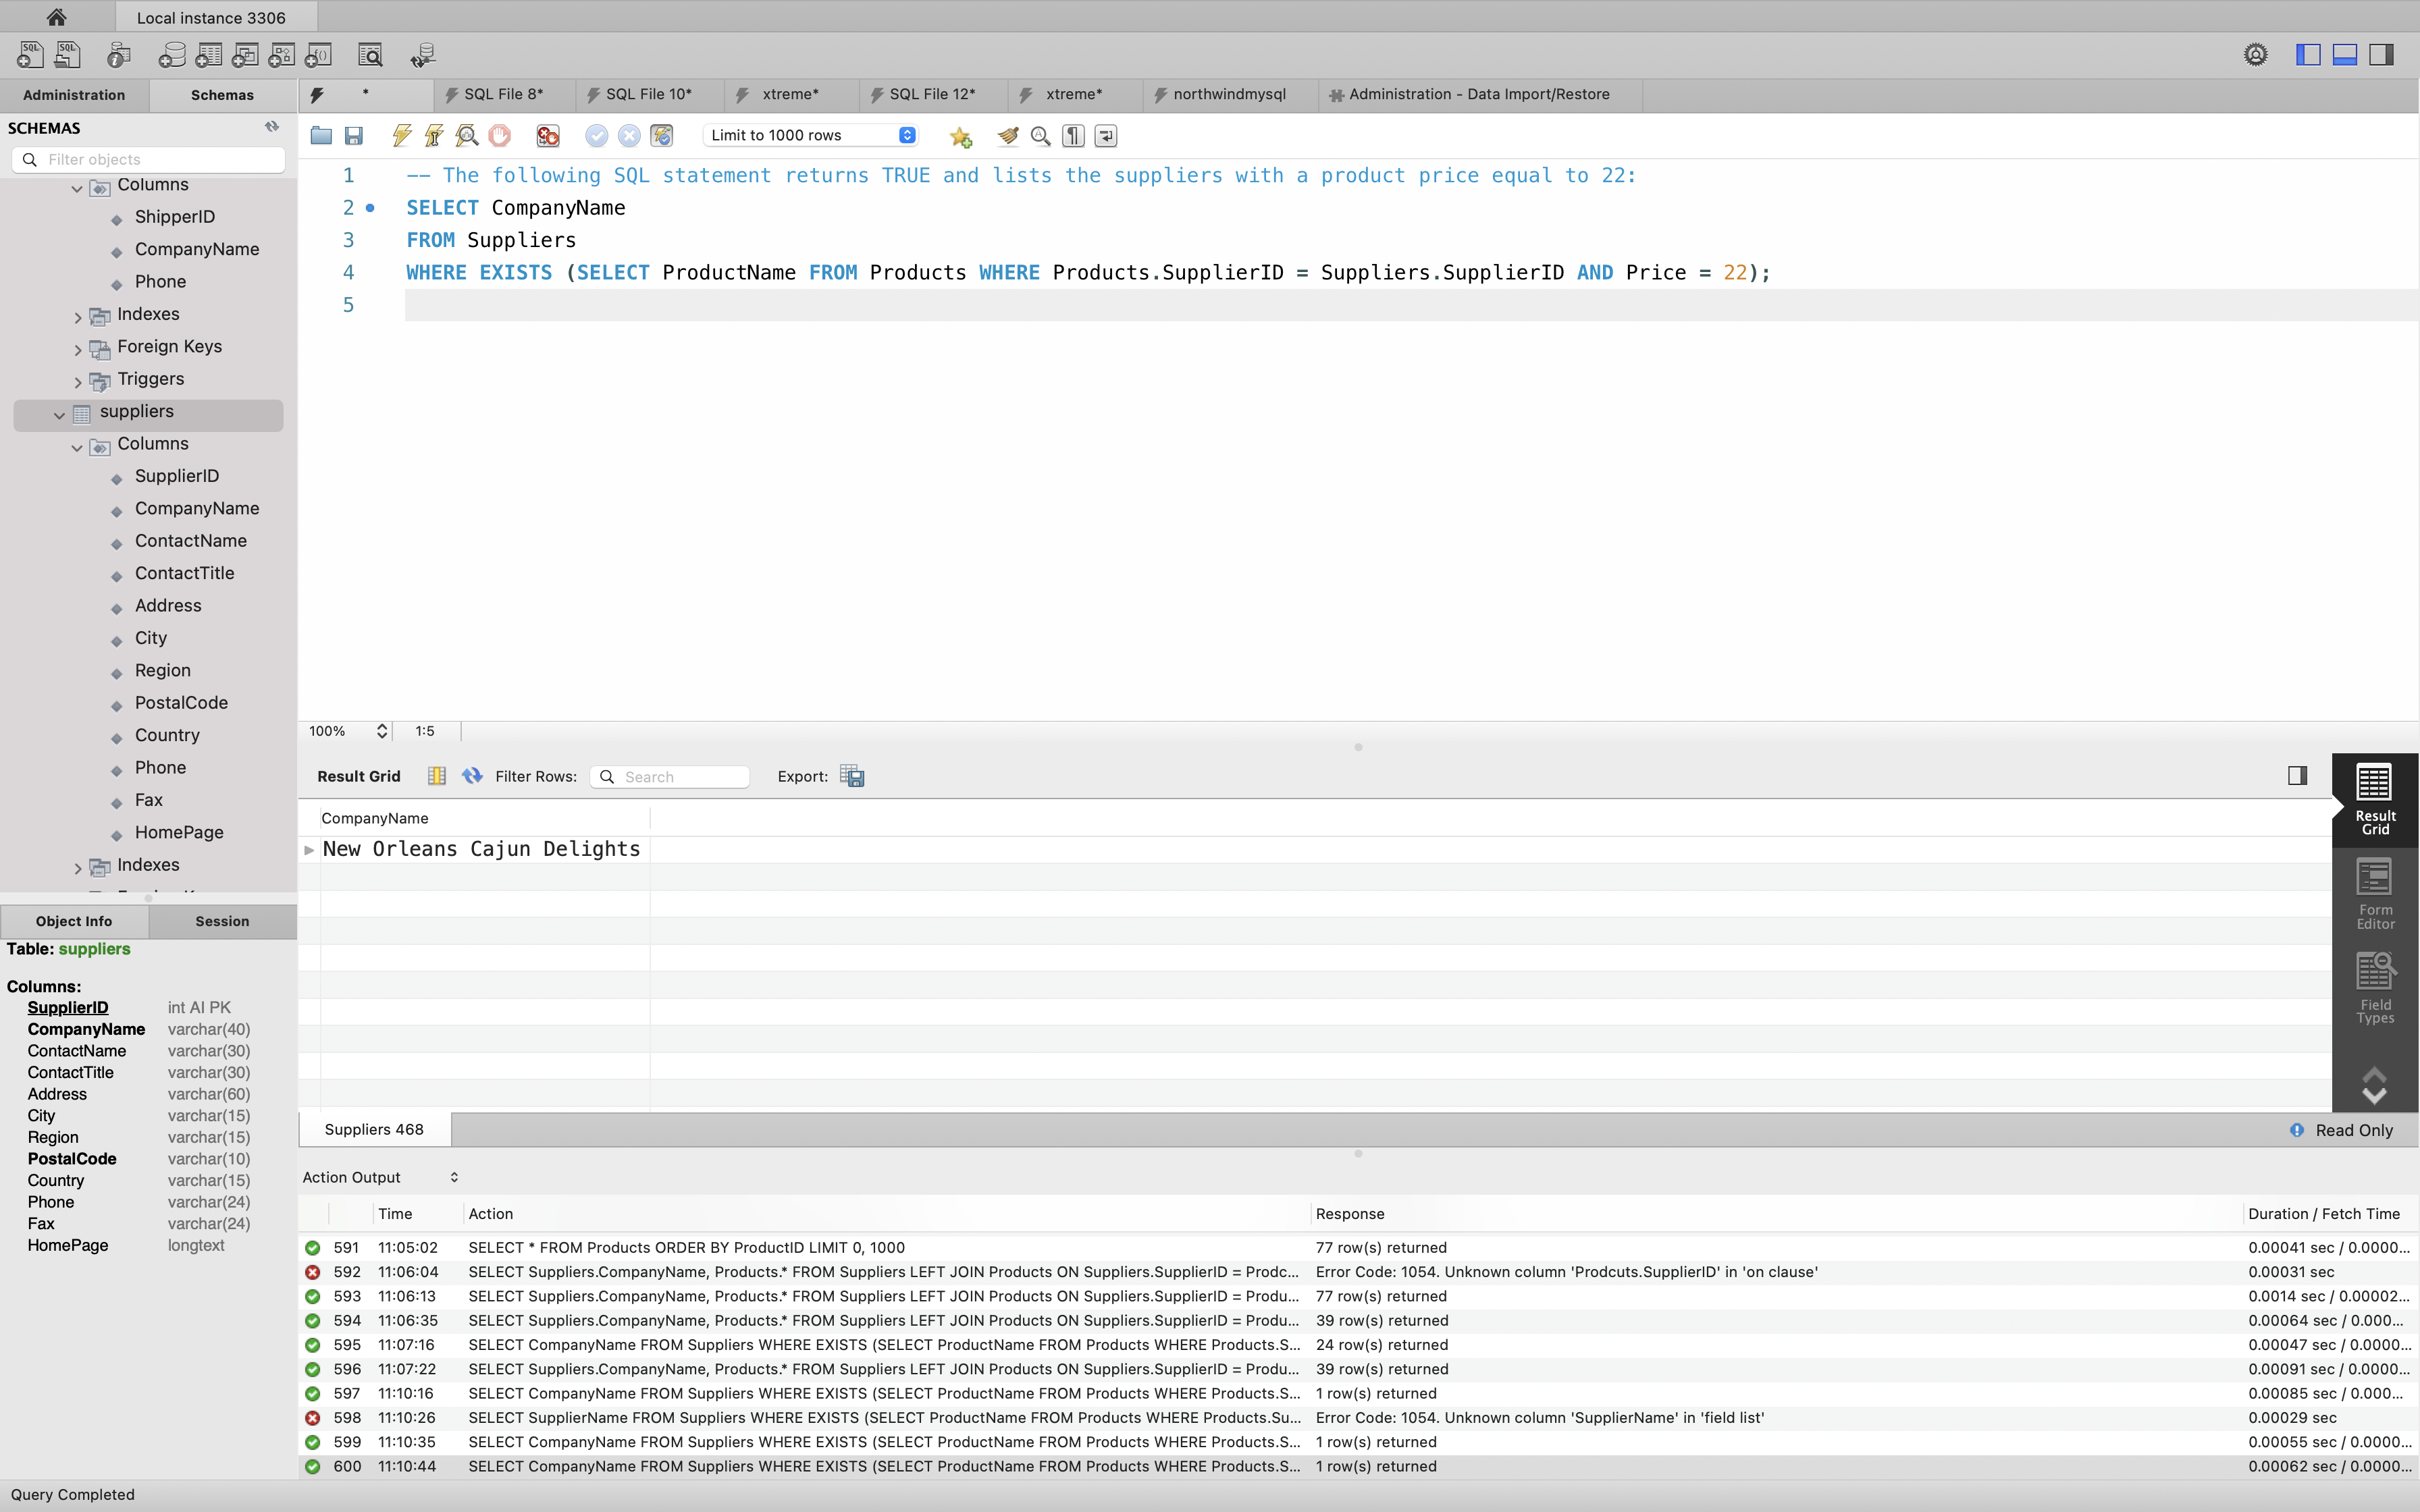 Local instance 3306
SQL SQL
Administration Schemas
* SQL File 8* SQL File 10* xtreme* SQL File 12* xtreme* northwindmysql Administration - Data Import/Restore
SCHEMAS
Filter objects
Limit to 1000 rows
Columns
ShipperID
CompanyName
Phone
Indexes
Foreign Keys
Triggers
suppliers
Columns
SupplierID
CompanyName
ContactName
ContactTitle
Address
City
Region
PostalCode
Country
Phone
Fax
HomePage
Indexes
1 -- The following SQL statement returns TRUE and lists the suppliers with a product price equal to 22:
2 SELECT CompanyName
3 FROM Suppliers
4 WHERE EXISTS (SELECT ProductName FROM Products WHERE Products.SupplierID = Suppliers.SupplierID AND Price = 22);
5
100% 1:5
Result Grid Filter Rows: Search Export:
CompanyName
New Orleans Cajun Delights
Result Grid
Form Editor
Field Types
Suppliers 468 Read Only
Object Info Session
Table: suppliers
Columns:
SupplierID int AI PK
CompanyName varchar(40)
ContactName varchar(30)
ContactTitle varchar(30)
Address varchar(60)
City varchar(15)
Region varchar(15)
PostalCode varchar(10)
Country varchar(15)
Phone varchar(24)
Fax varchar(24)
HomePage longtext
Action Output
Time Action Response Duration / Fetch Time
591 11:05:02 SELECT * FROM Products ORDER BY ProductID LIMIT 0, 1000 77 row(s) returned 0.00041 sec / 0.0000...
592 11:06:04 SELECT Suppliers.CompanyName, Products.* FROM Suppliers LEFT JOIN Products ON Suppliers.SupplierID = Prodc... Error Code: 1054. Unknown column 'Prodcuts.SupplierID' in 'on clause' 0.00031 sec
593 11:06:13 SELECT Suppliers.CompanyName, Products.* FROM Suppliers LEFT JOIN Products ON Suppliers.SupplierID = Produ... 77 row(s) returned 0.0014 sec / 0.00002...
594 11:06:35 SELECT Suppliers.CompanyName, Products.* FROM Suppliers LEFT JOIN Products ON Suppliers.SupplierID = Produ... 39 row(s) returned 0.00064 sec / 0.000...
595 11:07:16 SELECT CompanyName FROM Suppliers WHERE EXISTS (SELECT ProductName FROM Products WHERE Products.S... 24 row(s) returned 0.00047 sec / 0.0000...
596 11:07:22 SELECT Suppliers.CompanyName, Products.* FROM Suppliers LEFT JOIN Products ON Suppliers.SupplierID = Produ... 39 row(s) returned 0.00091 sec / 0.0000...
597 11:10:16 SELECT CompanyName FROM Suppliers WHERE EXISTS (SELECT ProductName FROM Products WHERE Products.S... 1 row(s) returned 0.00085 sec / 0.000...
598 11:10:26 SELECT SupplierName FROM Suppliers WHERE EXISTS (SELECT ProductName FROM Products WHERE Products.Su... Error Code: 1054. Unknown column 'SupplierName' in 'field list' 0.00029 sec
599 11:10:35 SELECT CompanyName FROM Suppliers WHERE EXISTS (SELECT ProductName FROM Products WHERE Products.S... 1 row(s) returned 0.00055 sec / 0.0000...
600 11:10:44 SELECT CompanyName FROM Suppliers WHERE EXISTS (SELECT ProductName FROM Products WHERE Products.S... 1 row(s) returned 0.00062 sec / 0.0000...
Query Completed